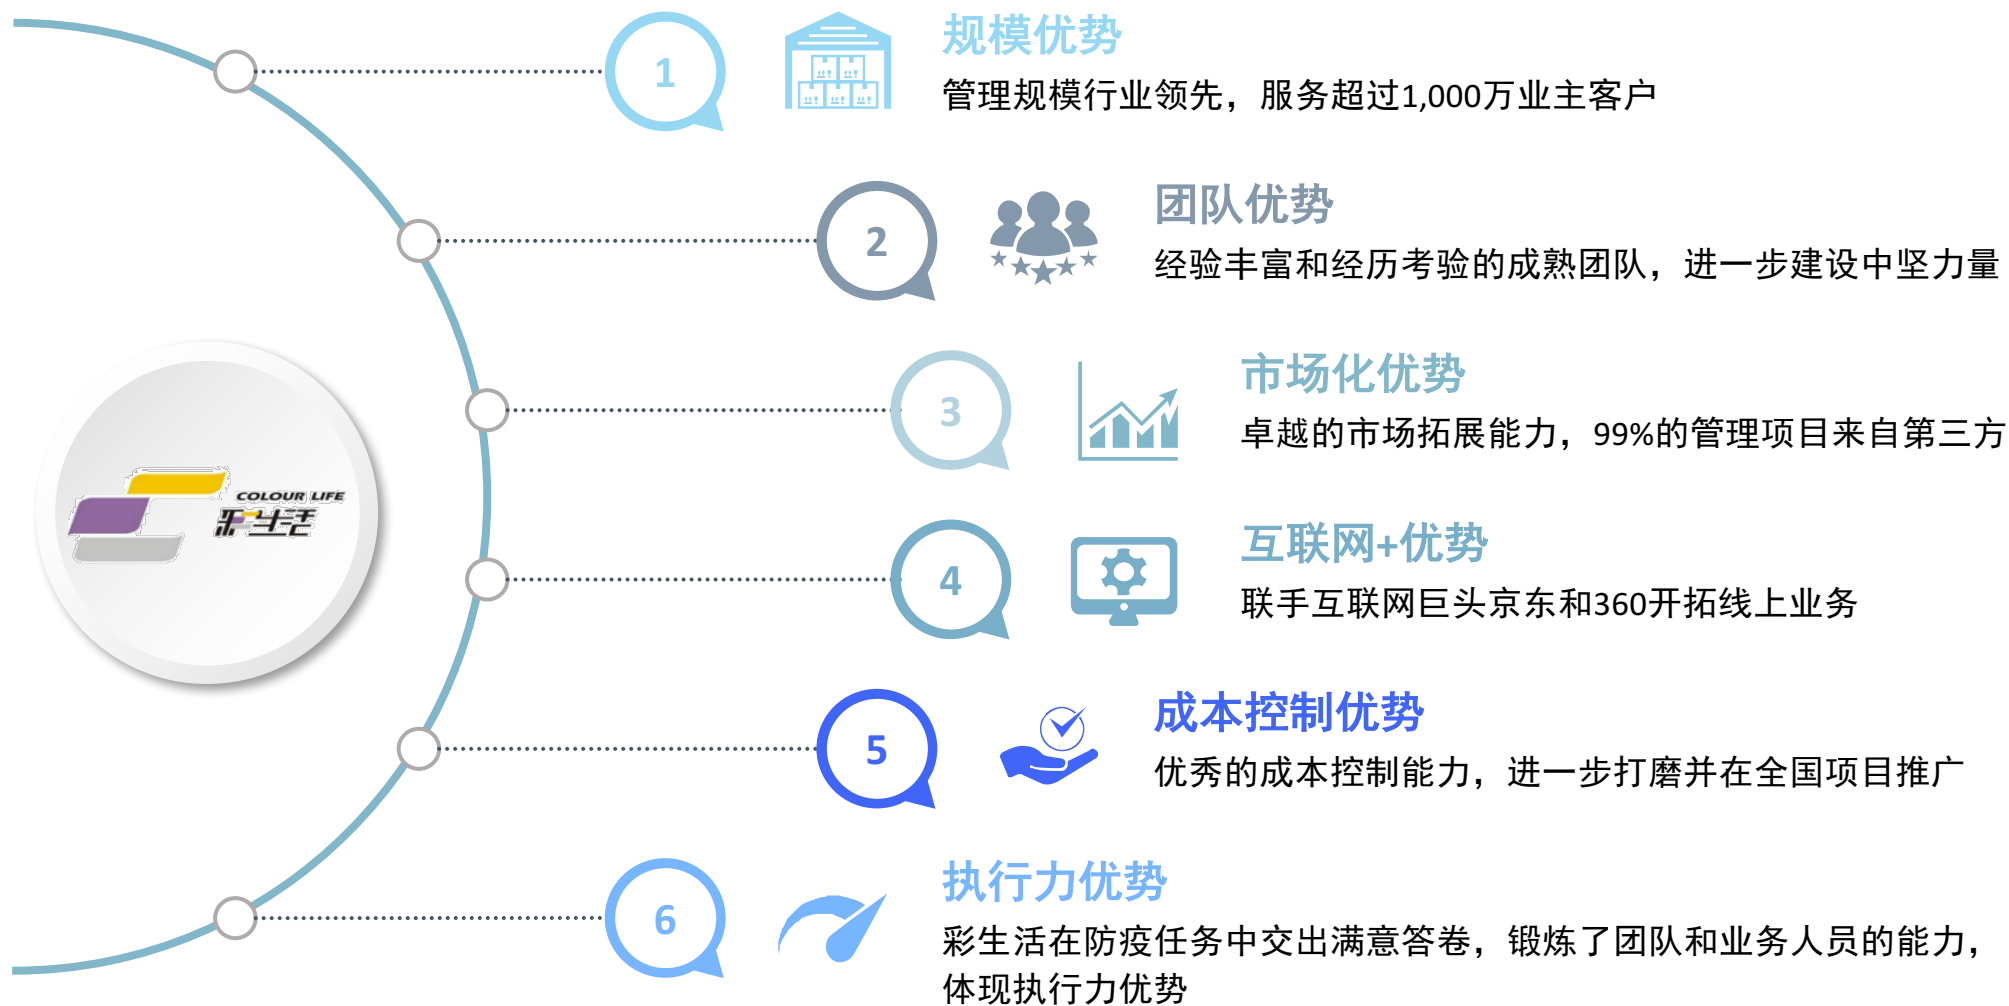 1
规模优势
管理规模行业领先，服务超过1,000万业主客户
2
团队优势
经验丰富和经历考验的成熟团队，进一步建设中坚力量
3
市场化优势
卓越的市场拓展能力，99%的管理项目来自第三方
COLOUR LIFE
彩生活
4
互联网+优势
联手互联网巨头京东和360开拓线上业务
5
成本控制优势
优秀的成本控制能力，进一步打磨并在全国项目推广
6
执行力优势
彩生活在防疫任务中交出满意答卷，锻炼了团队和业务人员的能力，
体现执行力优势